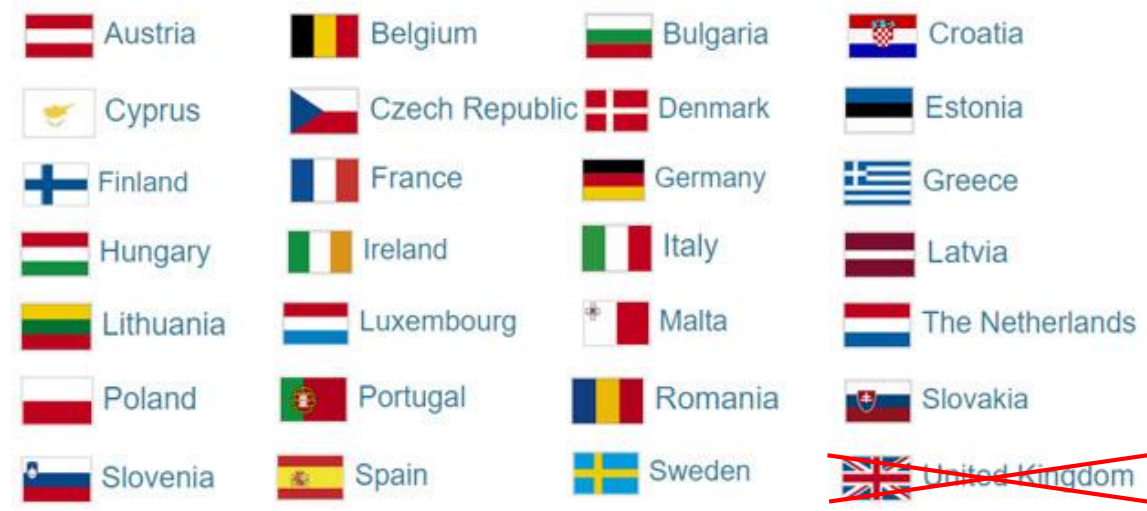 Austria Belgium Bulgaria Croatia
Cyprus Czech Republic Denmark Estonia
Finland France Germany Greece
Hungary Ireland Italy Latvia
Lithuania Luxembourg Malta The Netherlands
Poland Portugal Romania Slovakia
Slovenia Spain Sweden United Kingdom